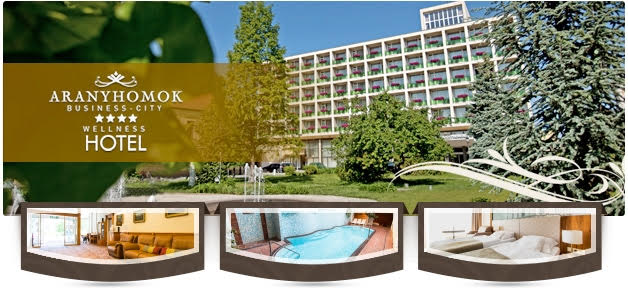 ARANYHOMOK
BUSINESS-CITY
★★★★
WELLNESS
HOTEL